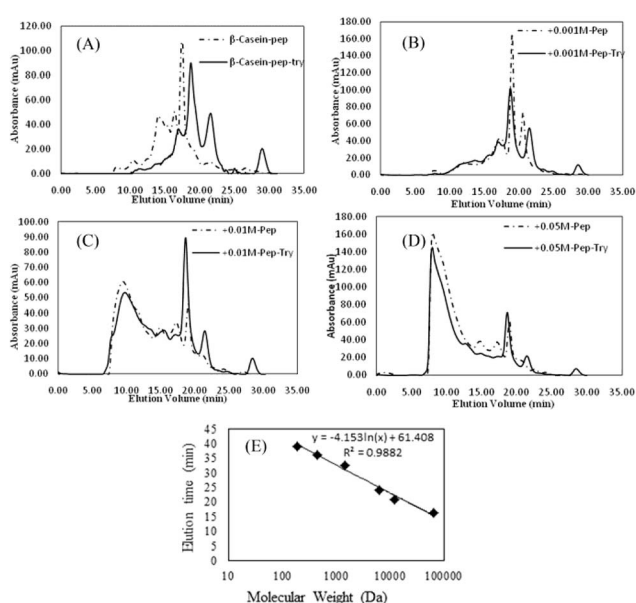 (A)
β-Casein-pep
β-Casein-pep-try
Absorbance (mAu)
120.00
100.00
80.00
60.00
40.00
20.00
0.00
0.00 5.00 10.00 15.00 20.00 25.00 30.00 35.00
Elution Volume (min)
(B)
+0.001M-Pep
+0.001M-Pep-Try
Absorbance (mAu)
180.00
160.00
140.00
120.00
100.00
80.00
60.00
40.00
20.00
0.00
0.00 5.00 10.00 15.00 20.00 25.00 30.00 35.00
Elution Volume (min)
(C)
+0.01M-Pep
+0.01M-Pep-Try
Absorbance (mAu)
100.00
90.00
80.00
70.00
60.00
50.00
40.00
30.00
20.00
10.00
0.00
0.00 5.00 10.00 15.00 20.00 25.00 30.00 35.00
Elution Volume (min)
(D)
+0.05M-Pep
+0.05M-Pep-Try
Absorbance (mAu)
180.00
160.00
140.00
120.00
100.00
80.00
60.00
40.00
20.00
0.00
0.00 5.00 10.00 15.00 20.00 25.00 30.00 35.00
Elution Volume (min)
(E)
y = -4.153ln(x) + 61.408
R² = 0.9882
Elution time (min)
45
40
35
30
25
20
15
10
5
0
10 100 1000 10000 100000
Molecular Weight (Da)